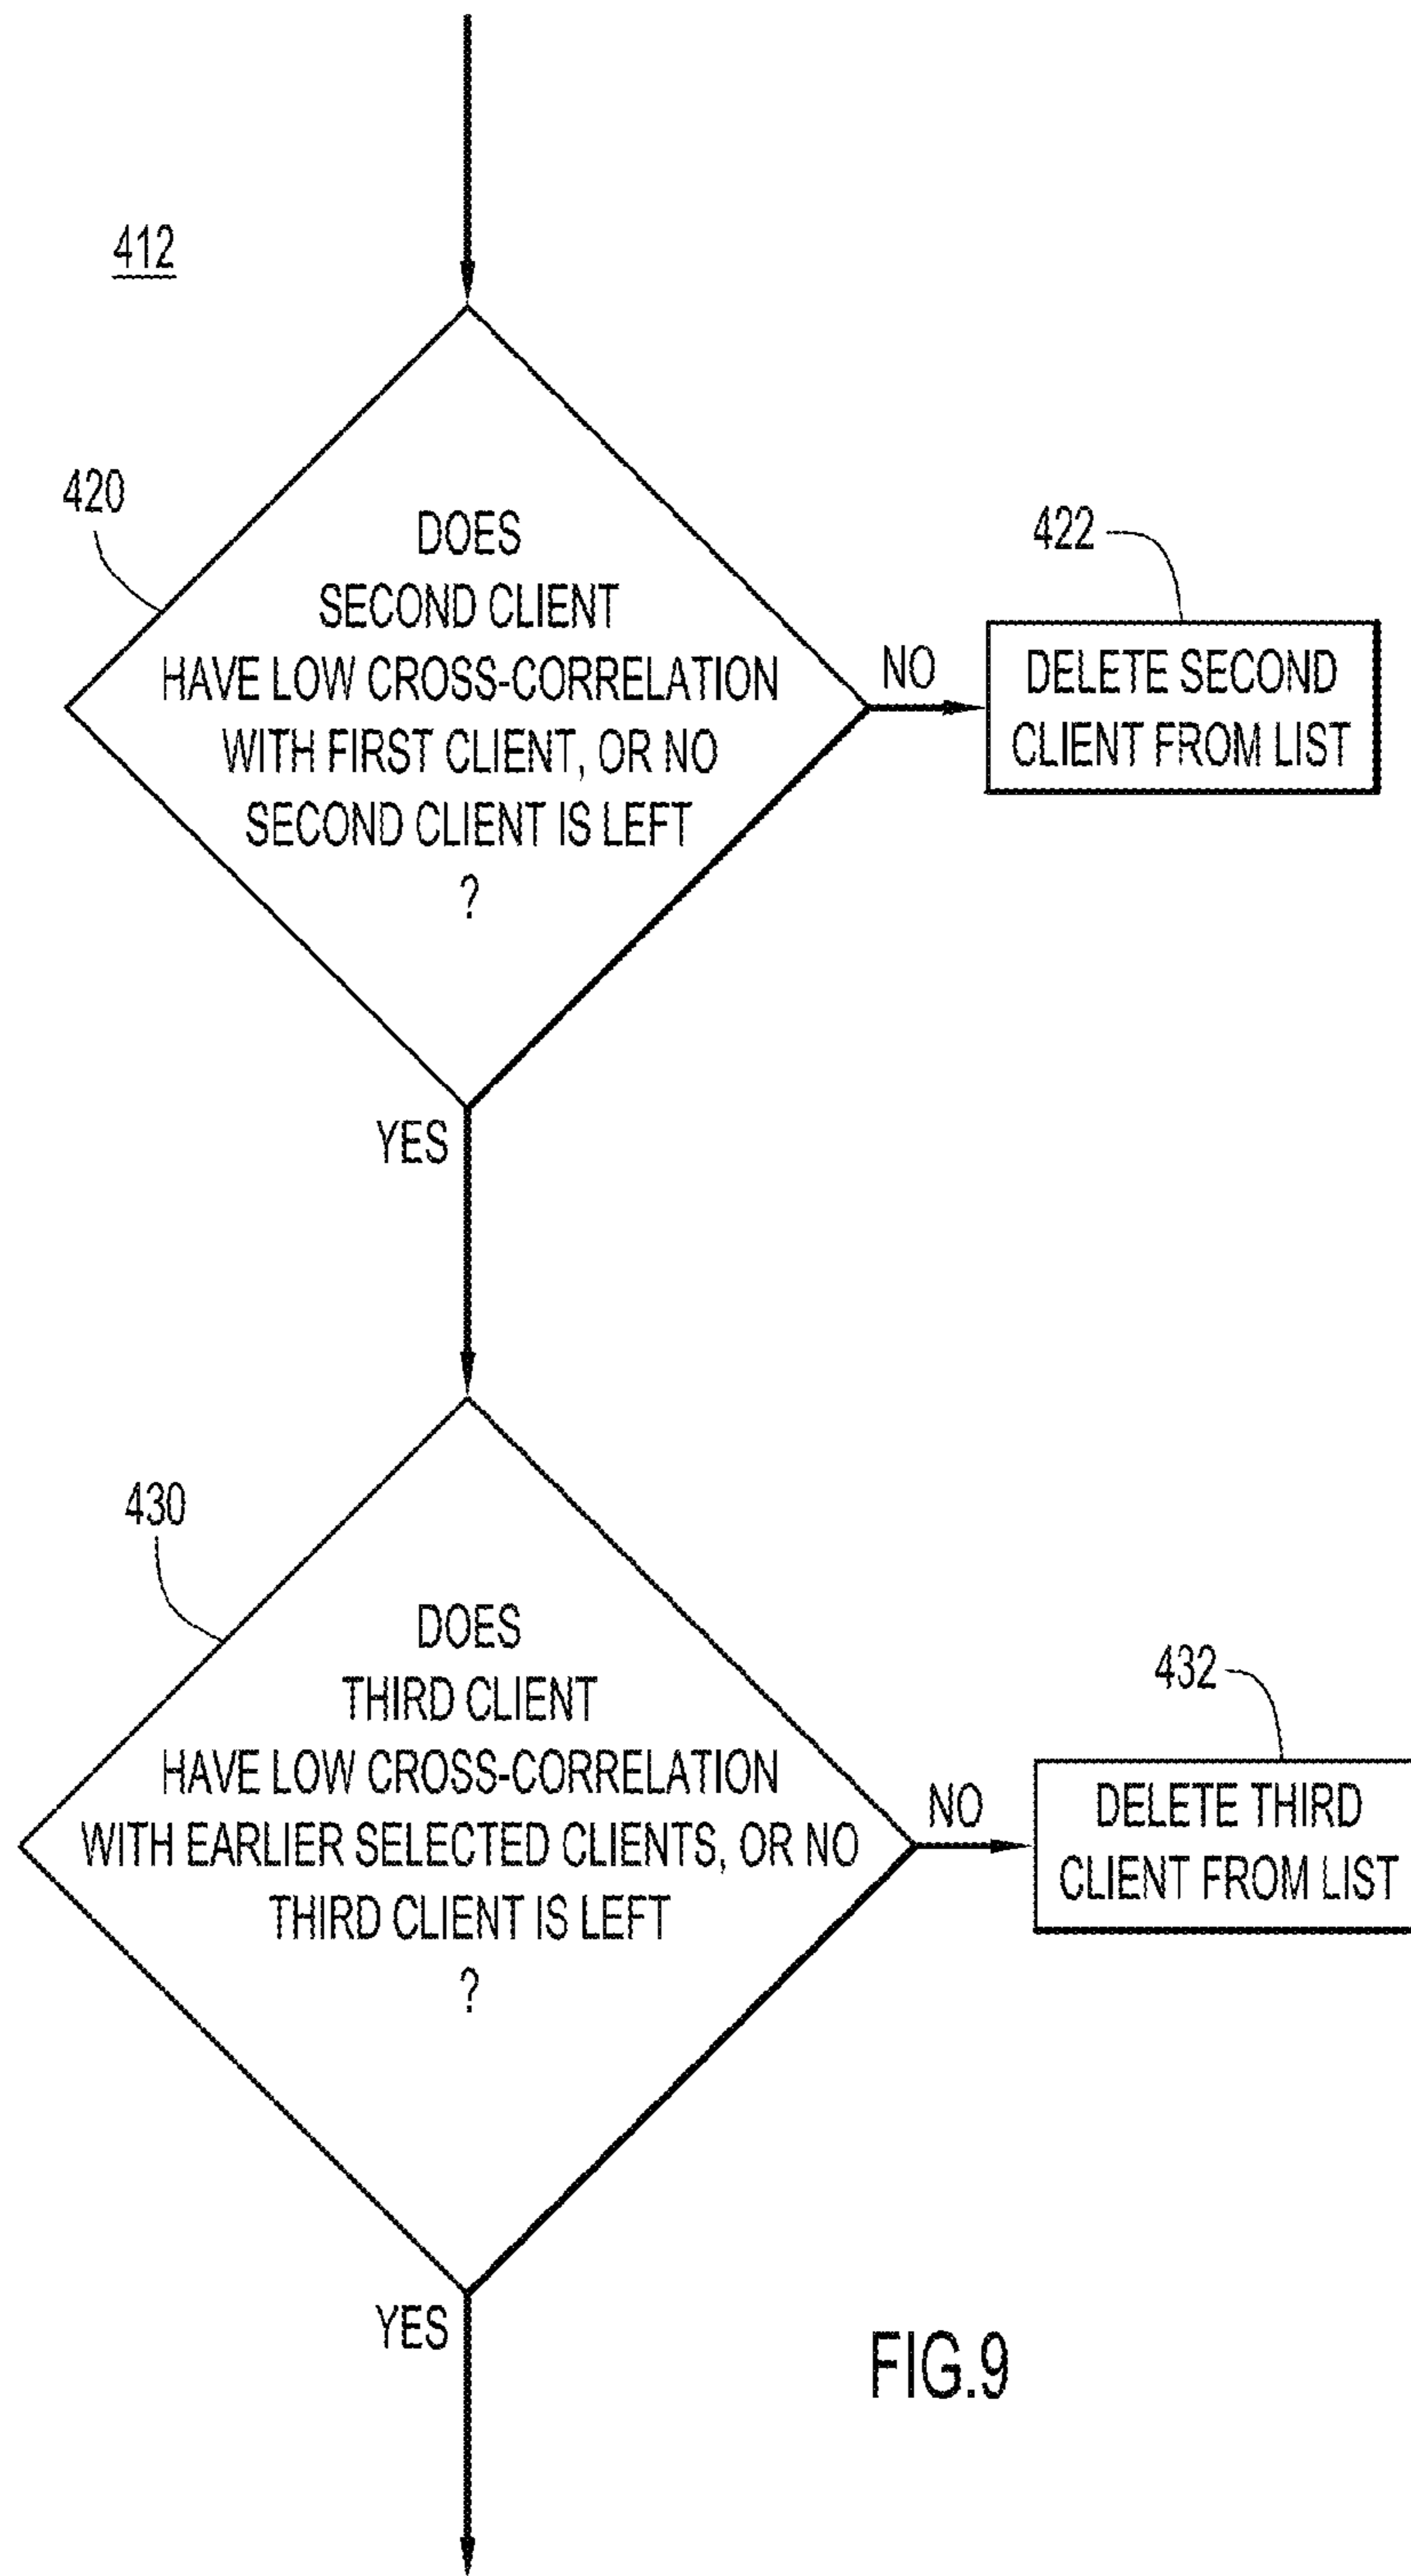 412
420
DOES
SECOND CLIENT
HAVE LOW CROSS-CORRELATION
WITH FIRST CLIENT, OR NO
SECOND CLIENT IS LEFT
?
NO
422
DELETE SECOND
CLIENT FROM LIST
YES
430
DOES
THIRD CLIENT
HAVE LOW CROSS-CORRELATION
WITH EARLIER SELECTED CLIENTS, OR NO
THIRD CLIENT IS LEFT
?
NO
432
DELETE THIRD
CLIENT FROM LIST
YES
FIG.9